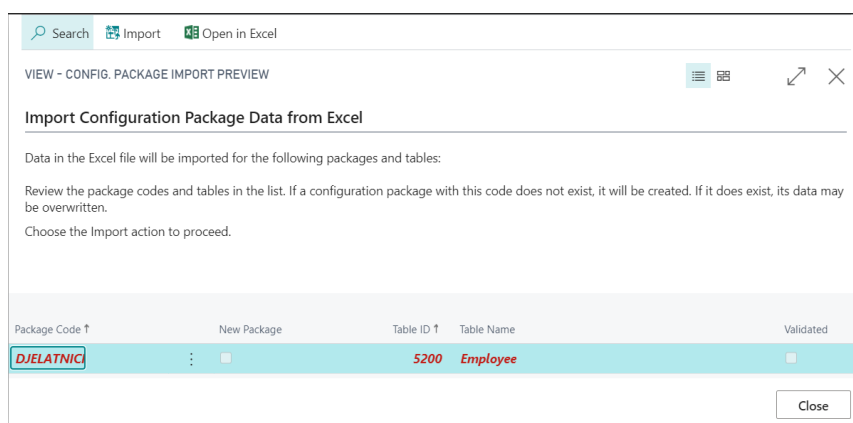 Search Import Open in Excel
VIEW - CONFIG. PACKAGE IMPORT PREVIEW
Import Configuration Package Data from Excel
Data in the Excel file will be imported for the following packages and tables:
Review the package codes and tables in the list. If a configuration package with this code does not exist, it will be created. If it does exist, its data may
be overwritten.
Choose the Import action to proceed.
Package Code ↑ New Package Table ID ↑ Table Name Validated
DJELATNICI 5200 Employee
Close